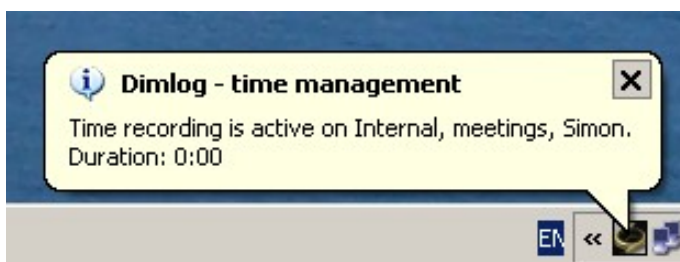 Dimlog - time management
Time recording is active on Internal, meetings, Simon.
Duration: 0:00
EN «